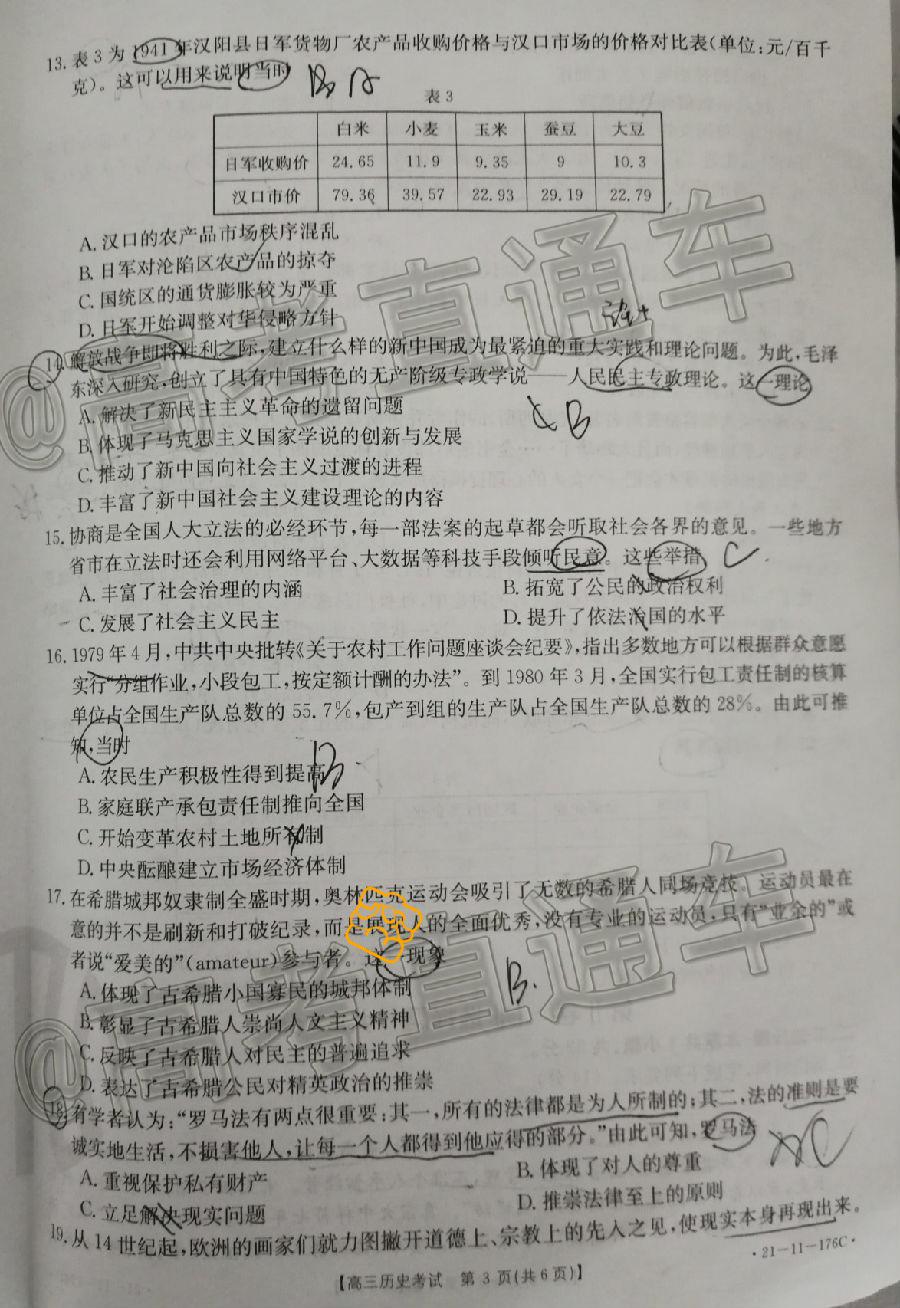 13. 表3为1941年汉阳县日军货物厂农产品收购价格与汉口市场的价格对比表(单位:元/百千
克)。这可以用来说明当时
B A
表3
白米 小麦 玉米 蚕豆 大豆
日军收购价 24.65 11.9 9.35 9 10.3
汉口市价 79.36 39.57 22.93 29.19 22.79
A. 汉口的农产品市场秩序混乱
B. 日军对沦陷区农产品的掠夺
C. 国统区的通货膨胀较为严重
D. 日军开始调整对华侵略方针
14. 解放战争即将胜利之际,建立什么样的新中国成为最紧迫的重大实践和理论问题。为此,毛泽
东深入研究,创立了具有中国特色的无产阶级专政学说——人民民主专政理论。这一理论
A. 解决了新民主主义革命的遗留问题
B
B. 体现了马克思主义国家学说的创新与发展
C. 推动了新中国向社会主义过渡的进程
D. 丰富了新中国社会主义建设理论的内容
15. 协商是全国人大立法的必经环节,每一部法案的起草都会听取社会各界的意见。一些地方
省市在立法时还会利用网络平台、大数据等科技手段倾听民意。这些举措
C
A. 丰富了社会治理的内涵 B. 拓宽了公民的政治权利
C. 发展了社会主义民主 D. 提升了依法治国的水平
16. 1979年4月,中共中央批转《关于农村工作问题座谈会纪要》,指出多数地方可以根据群众意愿
实行“分组作业,小段包工,按定额计酬的办法”。到1980年3月,全国实行包工责任制的核算
单位占全国生产队总数的55.7%,包产到组的生产队占全国生产队总数的28%。由此可推
知,当时
A. 农民生产积极性得到提高
B
B. 家庭联产承包责任制推向全国
C. 开始变革农村土地所有制
D. 中央酝酿建立市场经济体制
17. 在希腊城邦奴隶制全盛时期,奥林匹克运动会吸引了无数的希腊人同场竞技。运动员最在
意的并不是刷新和打破纪录,而是展现人的全面优秀,没有专业的运动员,只有“业余的”或
者说“爱美的”(amateur)参与者。这一现象
A. 体现了古希腊小国寡民的城邦体制
B.
B. 彰显了古希腊人崇尚人文主义精神
C. 反映了古希腊人对民主的普遍追求
D. 表达了古希腊公民对精英政治的推崇
18. 有学者认为:“罗马法有两点很重要:其一,所有的法律都是为人所制的;其二,法的准则是要
诚实地生活,不损害他人,让每一个人都得到他应得的部分。”由此可知,罗马法
C
A. 重视保护私有财产 B. 体现了对人的尊重
C. 立足解决现实问题 D. 推崇法律至上的原则
19. 从14世纪起,欧洲的画家们就力图撇开道德上、宗教上的先入之见,使现实本身再现出来。
【高三历史考试 第3页(共6页)】
·21-11-176C·
@高考直通车
@高考直通车